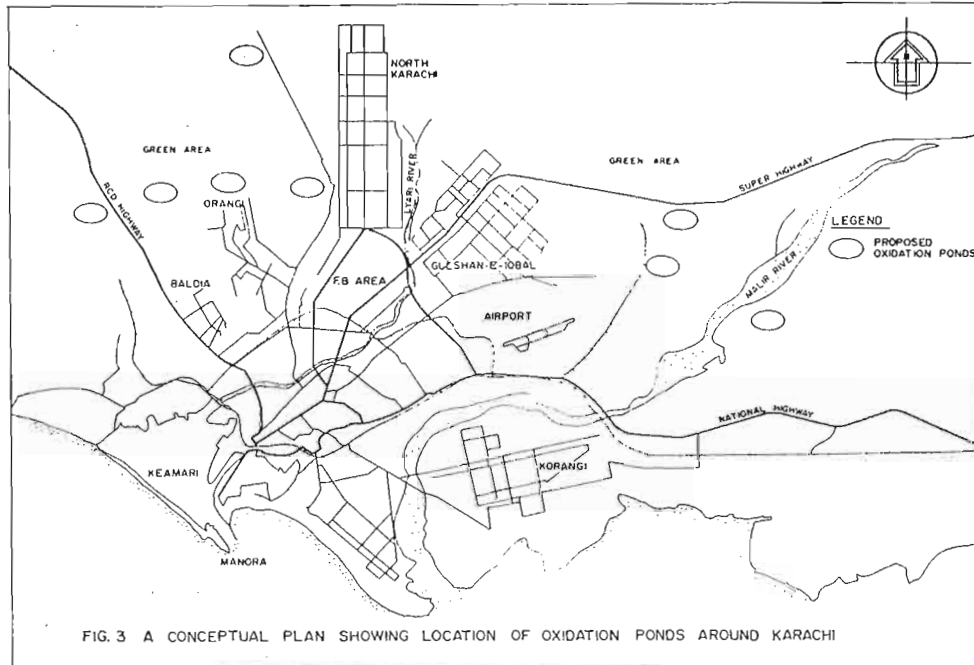 NORTH
KARACHI
GREEN AREA
GREEN AREA
LYARI RIVER
SUPER HIGHWAY
RCD HIGHWAY
ORANGI
LEGEND
PROPOSED
OXIDATION PONDS
GULSHAN-E-IQBAL
F.B AREA
BALDIA
MALIR RIVER
AIRPORT
NATIONAL HIGHWAY
KEAMARI
KORANGI
MANORA
FIG. 3 A CONCEPTUAL PLAN SHOWING LOCATION OF OXIDATION PONDS AROUND KARACHI